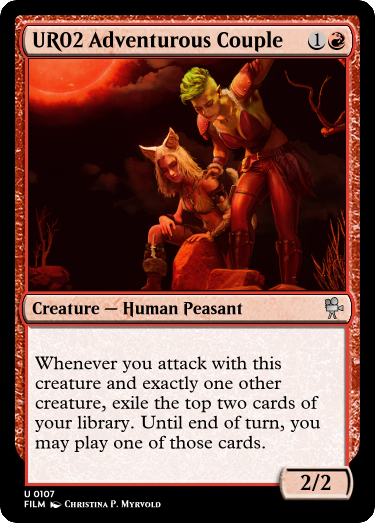 UR02 Adventurous Couple 1
Creature — Human Peasant
Whenever you attack with this
creature and exactly one other
creature, exile the top two cards of
your library. Until end of turn, you
may play one of those cards.
2/2
U 0107
FILM Christina P. Myrvold